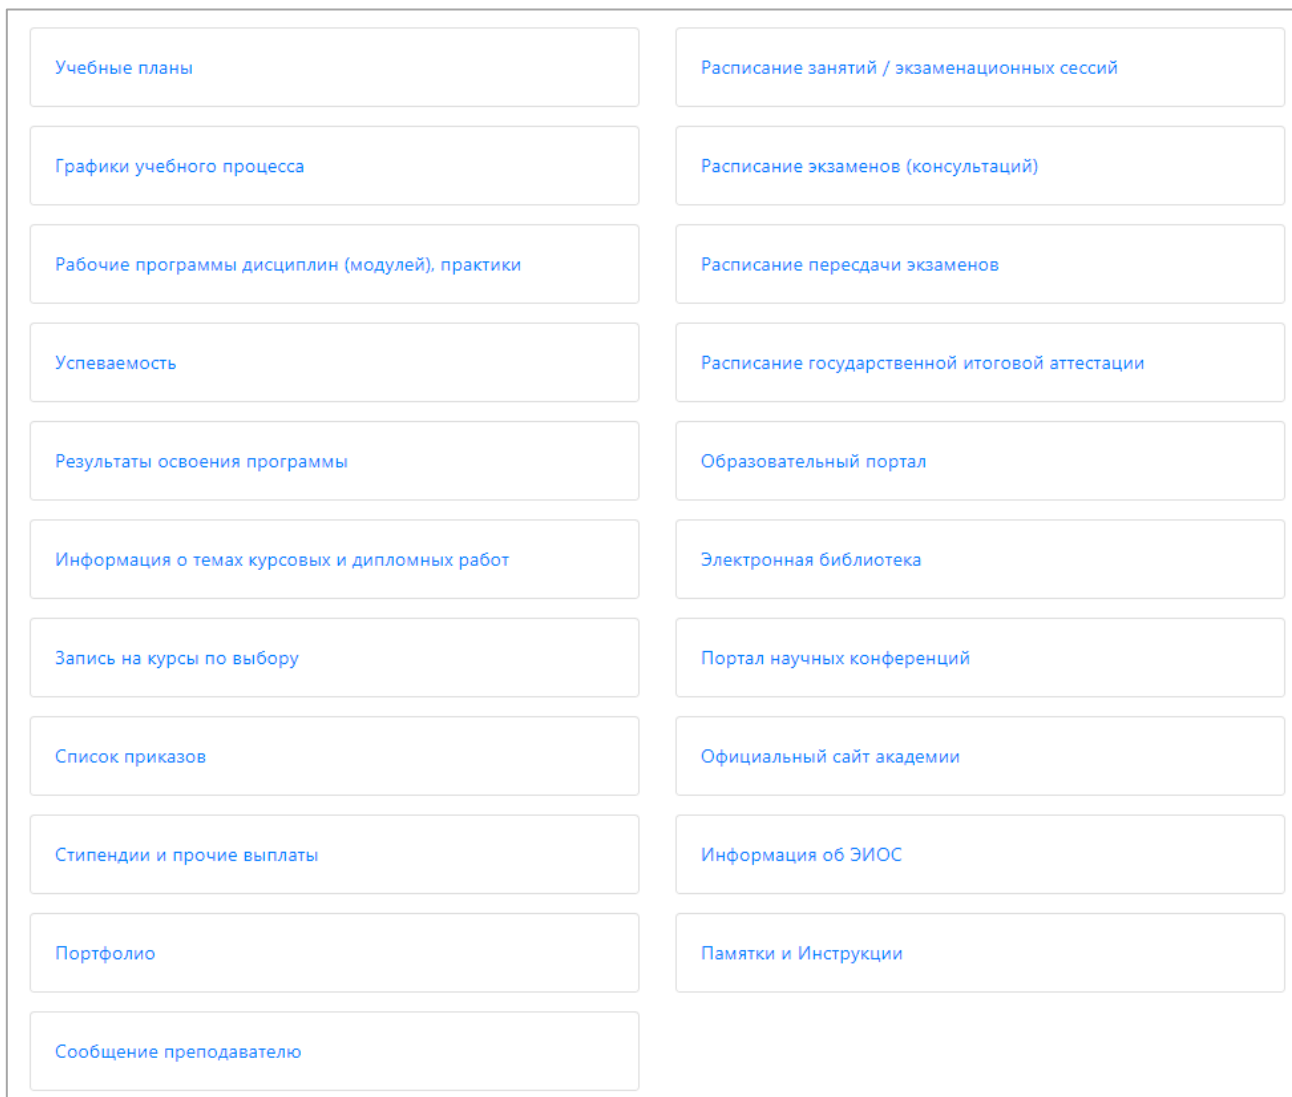 Учебные планы
Графики учебного процесса
Рабочие программы дисциплин (модулей), практики
Успеваемость
Результаты освоения программы
Информация о темах курсовых и дипломных работ
Запись на курсы по выбору
Список приказов
Стипендии и прочие выплаты
Портфолио
Сообщение преподавателю
Расписание занятий / экзаменационных сессий
Расписание экзаменов (консультаций)
Расписание пересдачи экзаменов
Расписание государственной итоговой аттестации
Образовательный портал
Электронная библиотека
Портал научных конференций
Официальный сайт академии
Информация об ЭИОС
Памятки и Инструкции